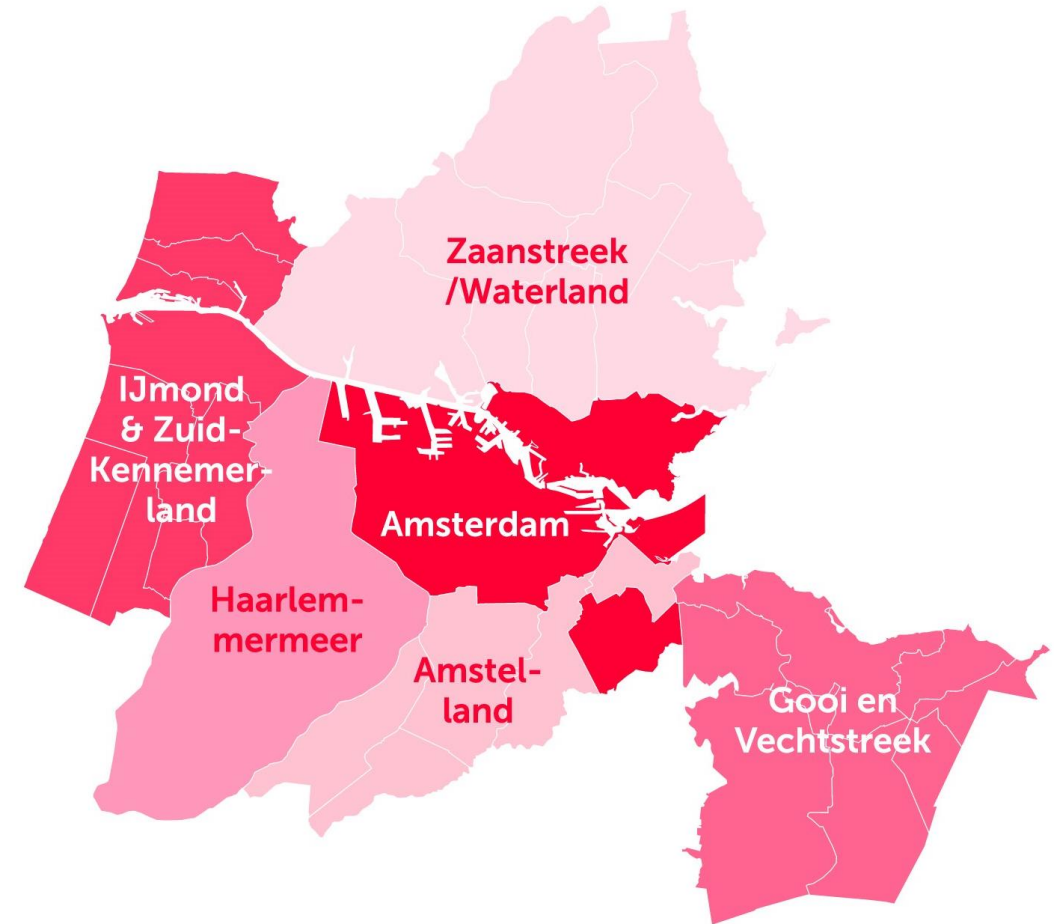 Zaanstreek
/Waterland
IJmond
& Zuid-
Kennemer-
land
Amsterdam
Haarlem-
mermeer
Amstel-
land
Gooi en
Vechtstreek